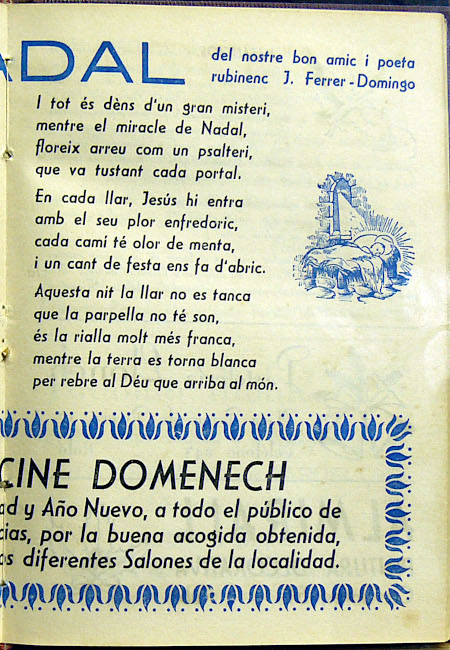 ADAL
del nostre bon amic i poeta
rubinenc J. Ferrer-Domingo
I tot és dèns d'un gran misteri,
mentre el miracle de Nadal,
floreix arreu com un psalteri,
que va tustant cada portal.
En cada llar, Jesús hi entra
amb el seu plor enfredoric,
cada camí té olor de menta,
i un cant de festa ens fa d'abric.
Aquesta nit la llar no es tanca
que la parpella no té son,
és la rialla molt més franca,
mentre la terra es torna blanca
per rebre al Déu que arriba al món.
CINE DOMENECH
ad y Año Nuevo, a todo el público de
cias, por la buena acogida obtenida,
os diferentes Salones de la localidad.